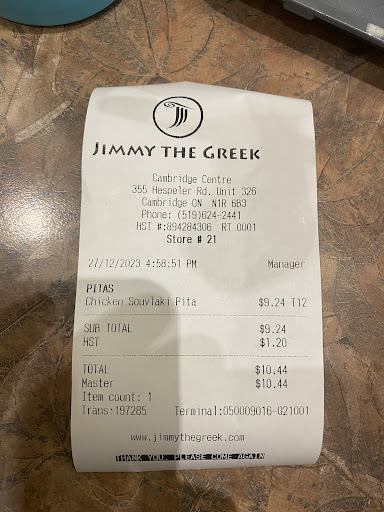 JIMMY THE GREEK
Cambridge Centre
355 Hespeler Rd. Unit 326
Cambridge ON N1R 6B3
Phone: (519)624-2441
HST #:894284306 RT 0001
Store # 21
27/12/2023 4:58:51 PM Manager
PITAS
Chicken Souvlaki Pita $9.24 T12
SUB TOTAL $9.24
HST $1.20
TOTAL $10.44
Master $10.44
Item count: 1
Trans:197285 Terminal:050009016-021001
www.jimmythegreek.com
THANK YOU, PLEASE COME AGAIN